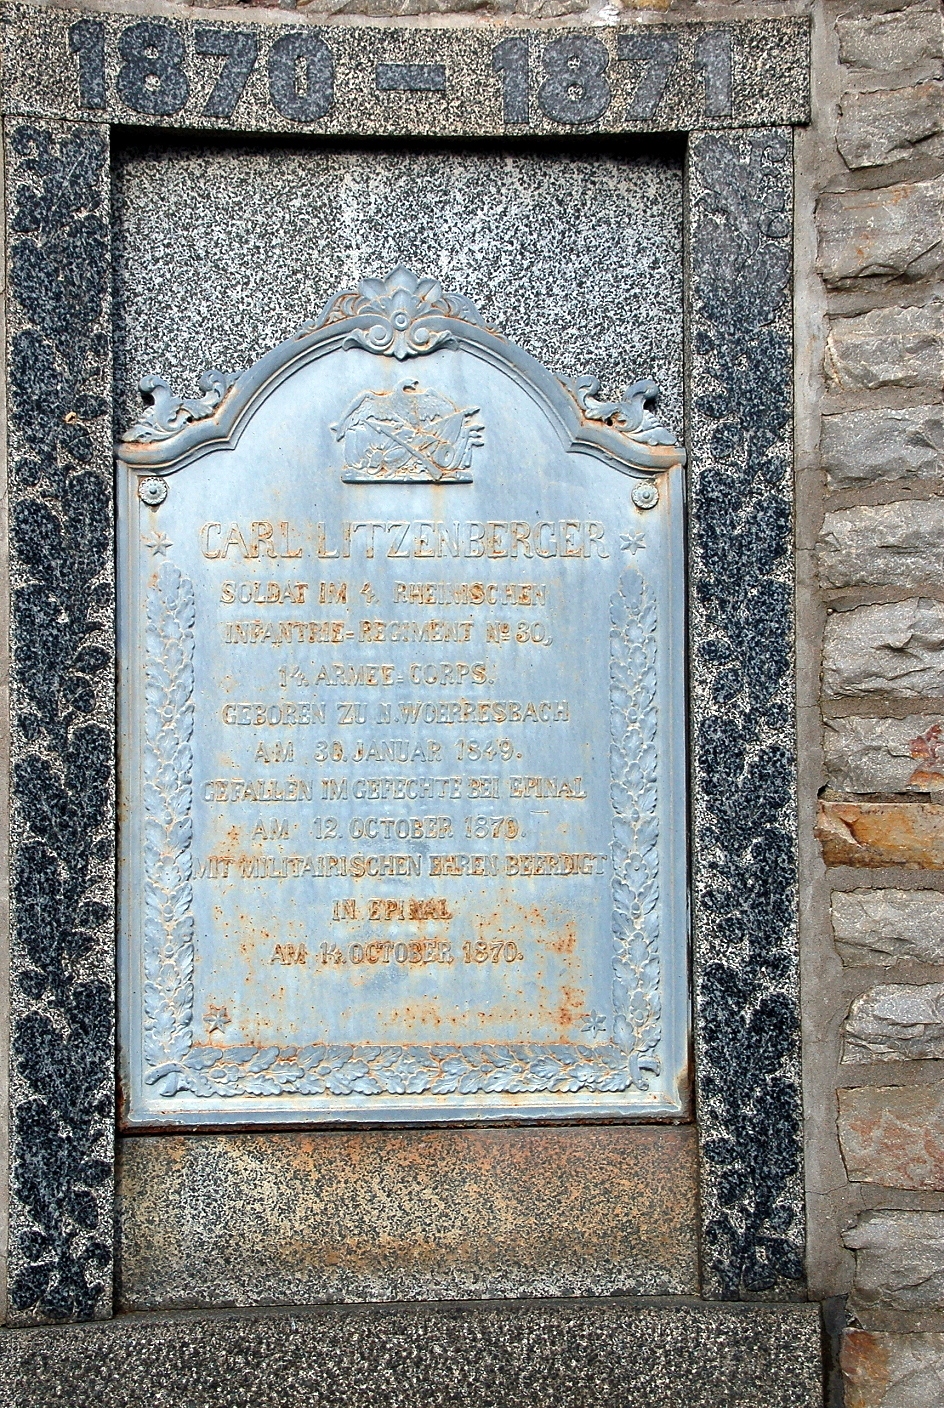 1870 – 1871
CARL LITZENBERGER
SOLDAT IM 4. RHEINISCHEN
INFANTRIE=REGIMENT No 30,
14. ARMEE=CORPS.
GEBOREN ZU N.WOERRESBACH
AM 30. JANUAR 1849.
GEFALLEN IM GEFECHTE BEI EPINAL
AM 12. OCTOBER 1870.
MIT MILITAIRISCHEN EHREN BEERDIGT
IN EPINAL
AM 14. OCTOBER 1870.